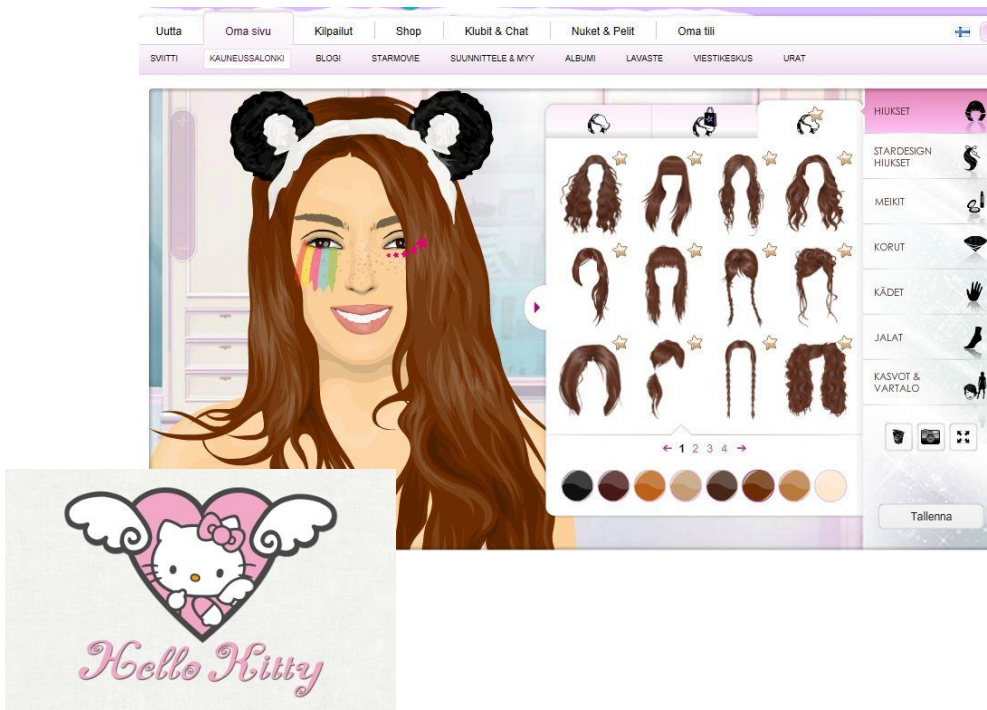 Uutta Oma sivu Kilpailut Shop Klubit & Chat Nuket & Pelit Oma tili
SVIITTI KAUNEUSSALONKI BLOGI STARMOVIE SUUNNITTELE & MYY ALBUMI LAVASTE VIESTIKESKUS URAT
HIUKSET
STARDESIGN
HIUKSET
MEIKIT
KORUT
KÄDET
JALAT
KASVOT &
VARTALO
1 2 3 4
Tallenna
Hello Kitty